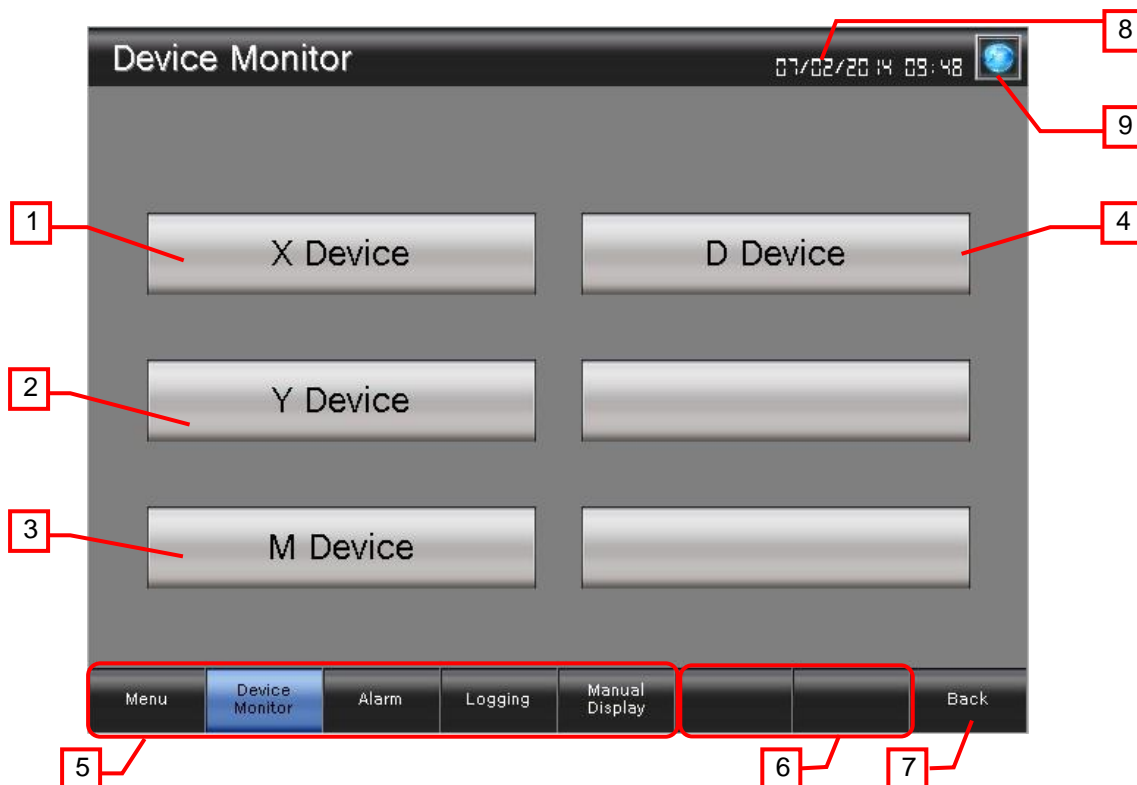 8
Device Monitor 07/02/2014 09:48
9
1 X Device D Device 4
2 Y Device
3 M Device
Menu Device Monitor Alarm Logging Manual Display Back
5 6 7